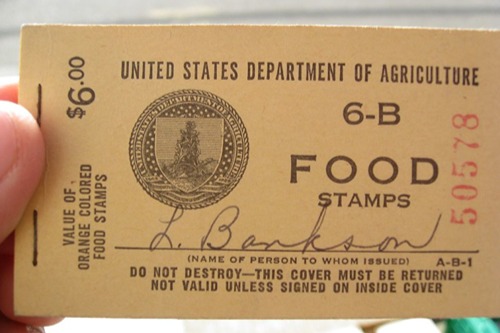 $6.00
VALUE OF
ORANGE COLORED
FOOD STAMPS
UNITED STATES DEPARTMENT OF AGRICULTURE
6-B
FOOD
STAMPS
50578
L. Bankson
(NAME OF PERSON TO WHOM ISSUED)
A-B-1
DO NOT DESTROY—THIS COVER MUST BE RETURNED
NOT VALID UNLESS SIGNED ON INSIDE COVER